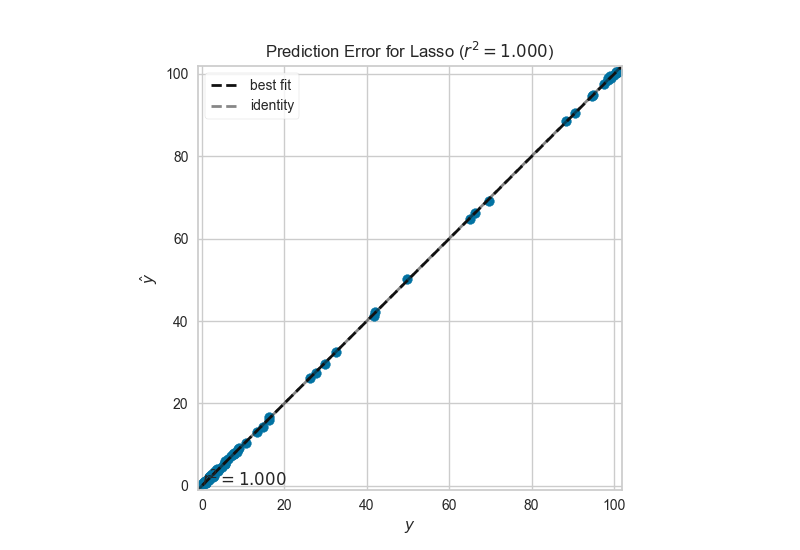 Prediction Error for Lasso (r² = 1.000)
best fit
identity
100
80
60
40
20
0
ŷ
= 1.000
0 20 40 60 80 100
y